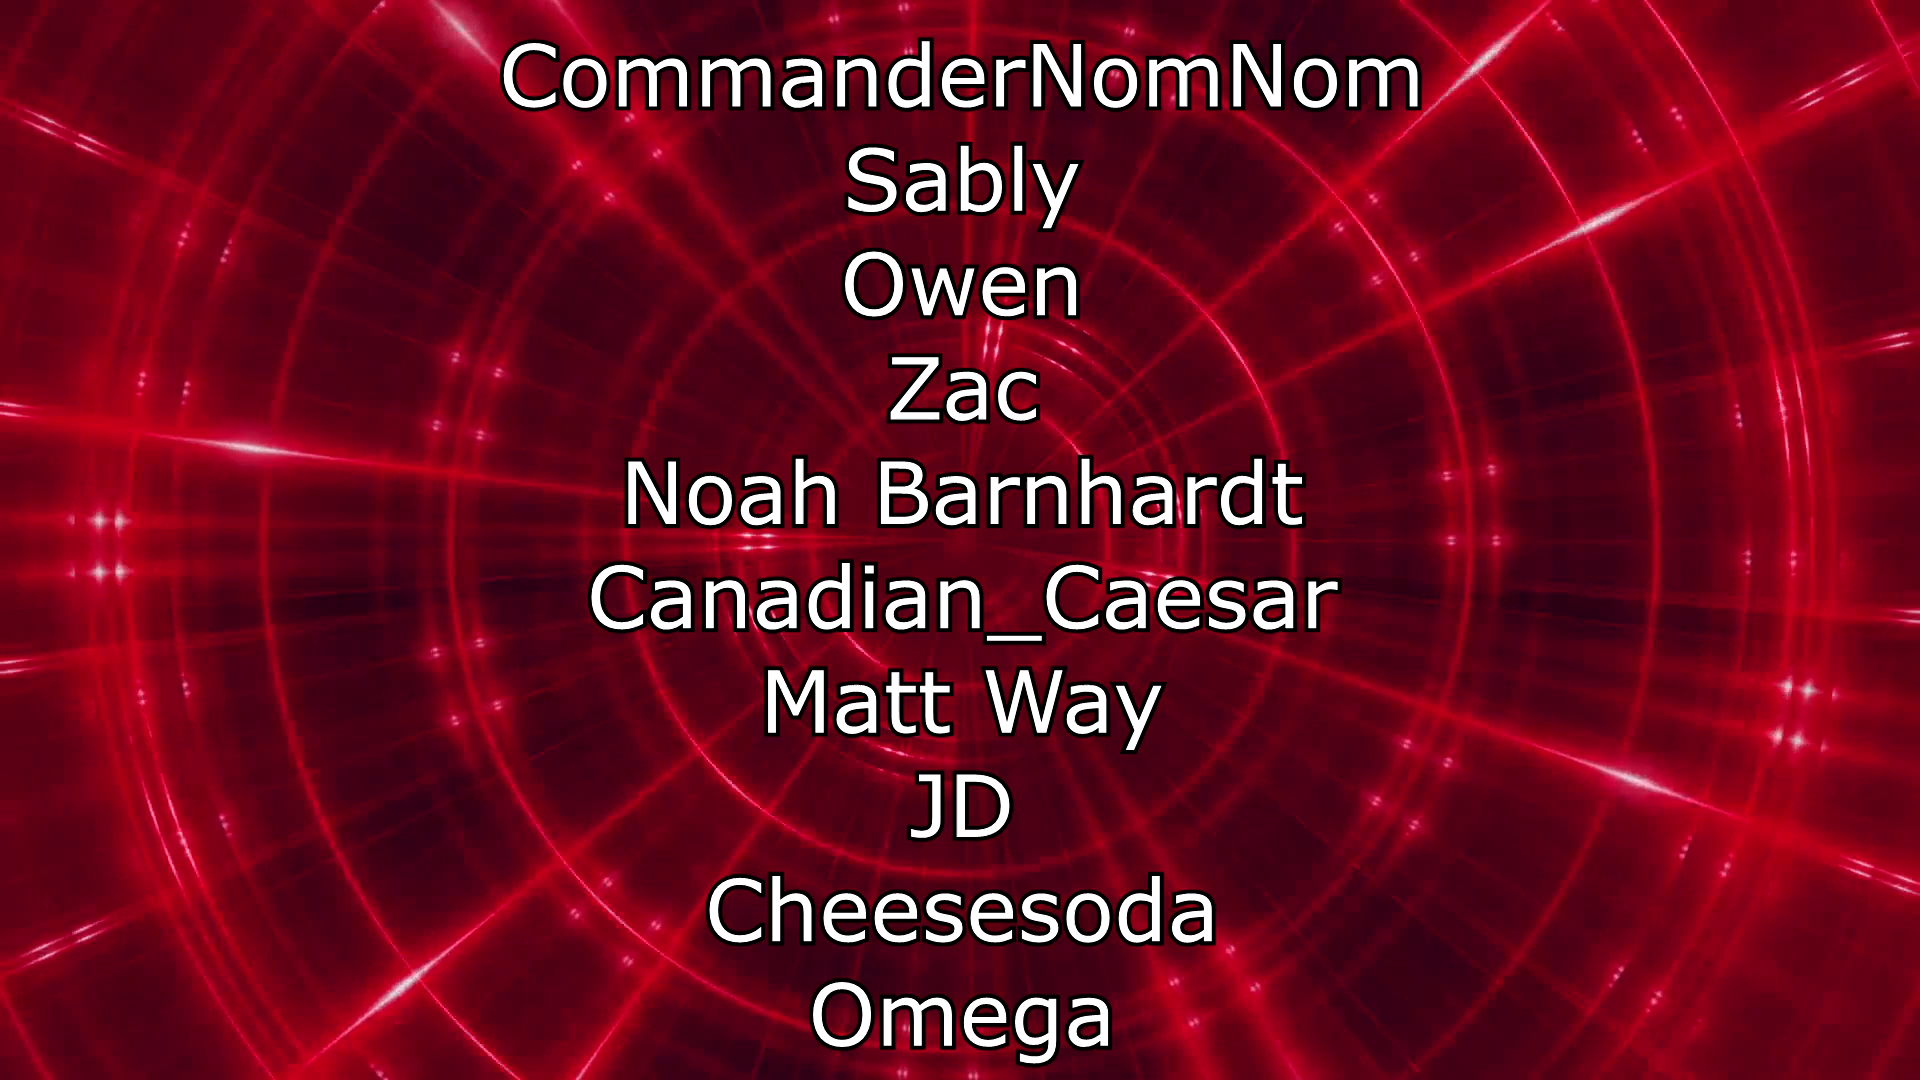 CommanderNomNom
Sably
Owen
Zac
Noah Barnhardt
Canadian_Caesar
Matt Way
JD
Cheesesoda
Omega